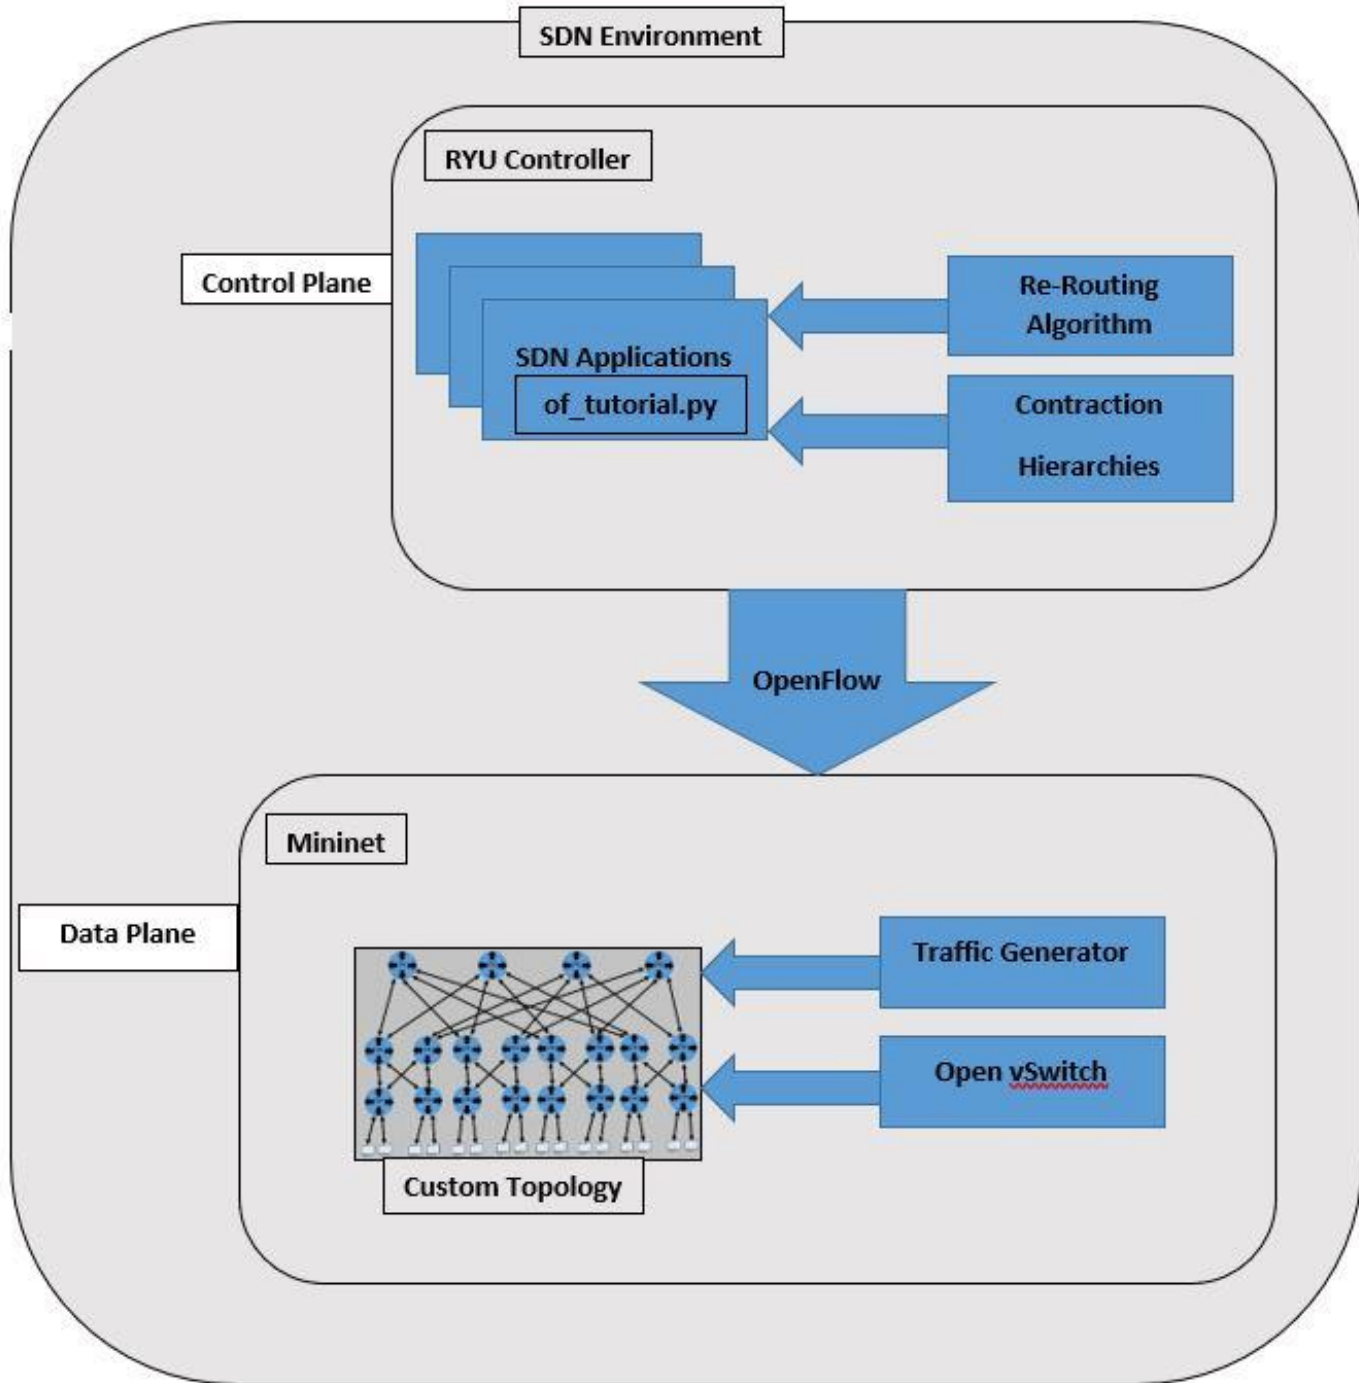 SDN Environment
RYU Controller
Control Plane
Re-Routing
Algorithm
SDN Applications
of_tutorial.py
Contraction
Hierarchies
OpenFlow
Mininet
Data Plane
Traffic Generator
Open vSwitch
Custom Topology